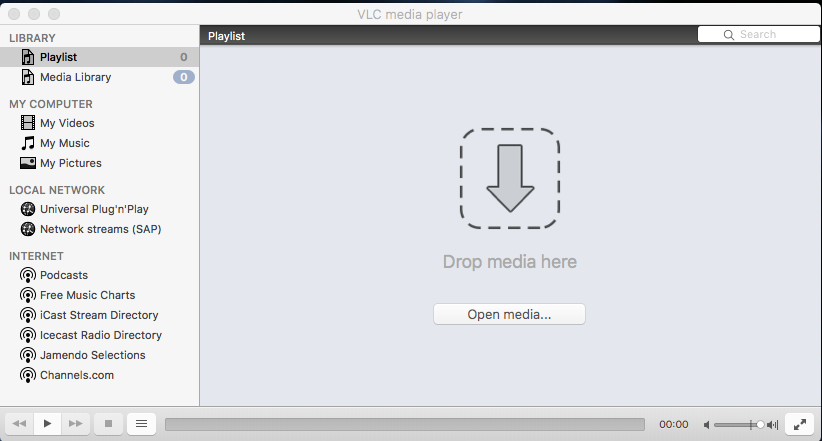 VLC media player
LIBRARY
Playlist 0
Media Library 0
MY COMPUTER
My Videos
My Music
My Pictures
LOCAL NETWORK
Universal Plug'n'Play
Network streams (SAP)
INTERNET
Podcasts
Free Music Charts
iCast Stream Directory
Icecast Radio Directory
Jamendo Selections
Channels.com
Playlist
Search
Drop media here
Open media...
00:00